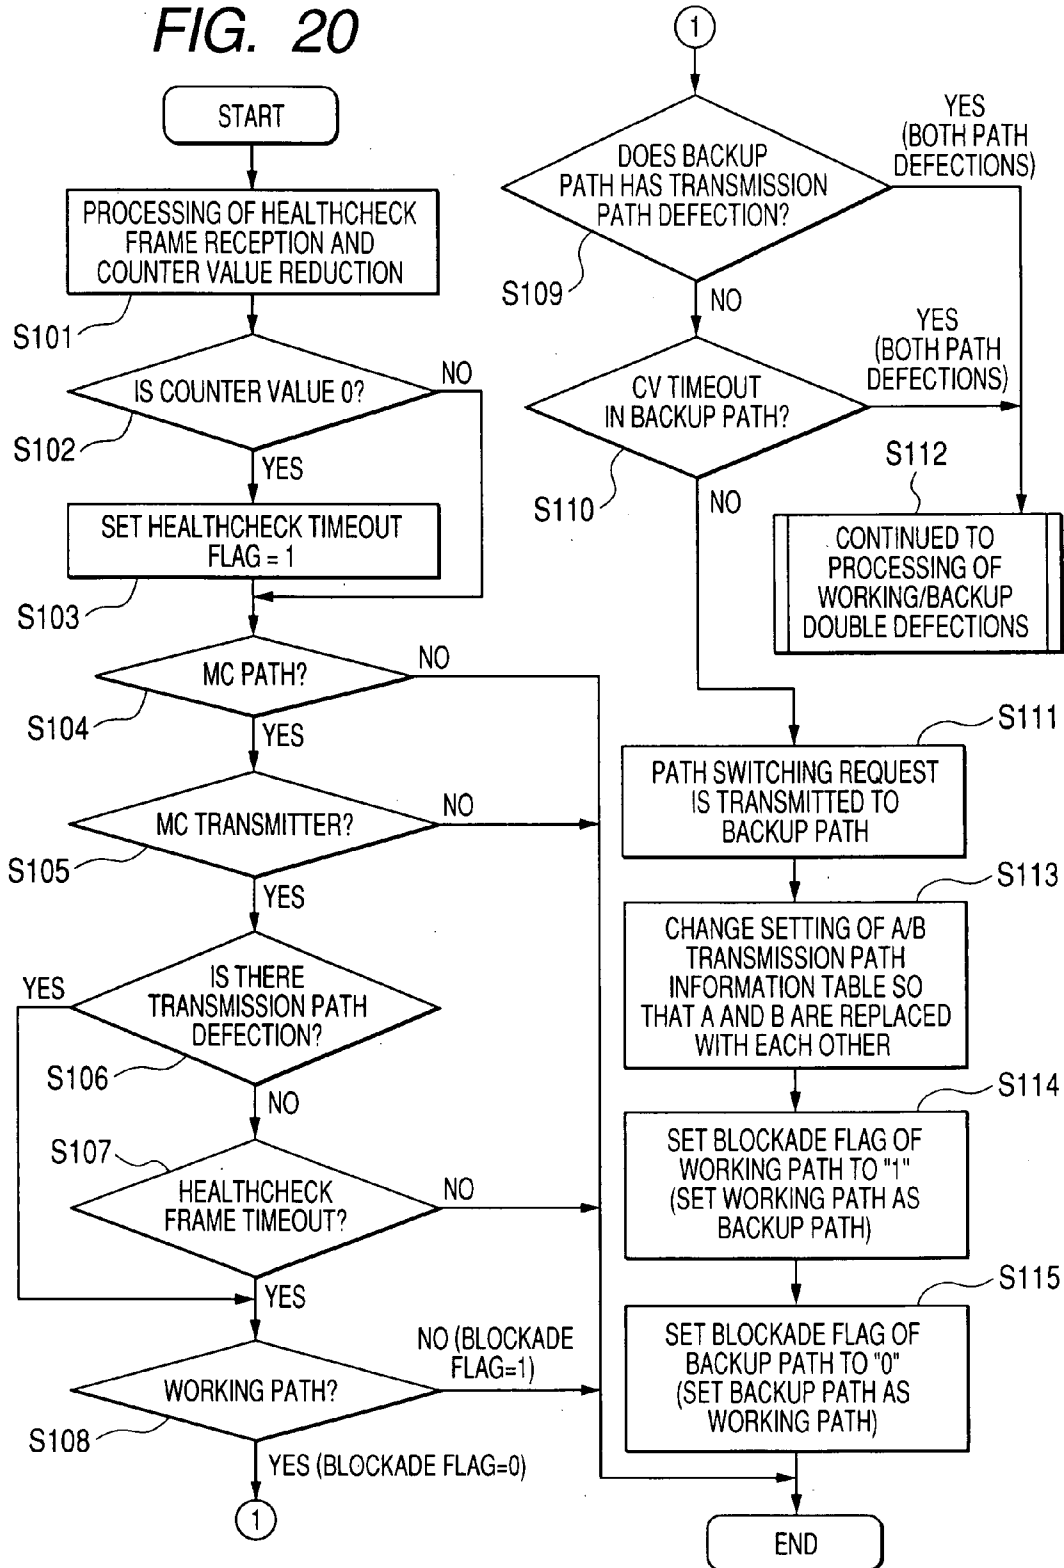 FIG. 20
START
PROCESSING OF HEALTHCHECK
FRAME RECEPTION AND
COUNTER VALUE REDUCTION
S101
IS COUNTER VALUE 0?
NO
S102
YES
SET HEALTHCHECK TIMEOUT
FLAG = 1
S103
MC PATH?
NO
S104
YES
MC TRANSMITTER?
NO
S105
YES
IS THERE
TRANSMISSION PATH
DEFECTION?
YES
S106
NO
S107
HEALTHCHECK
FRAME TIMEOUT?
NO
YES
WORKING PATH?
NO (BLOCKADE
FLAG=1)
S108
YES (BLOCKADE FLAG=0)
1
1
DOES BACKUP
PATH HAS TRANSMISSION
PATH DEFECTION?
YES
(BOTH PATH
DEFECTIONS)
S109
NO
CV TIMEOUT
IN BACKUP PATH?
YES
(BOTH PATH
DEFECTIONS)
S110
NO
S112
CONTINUED TO
PROCESSING OF
WORKING/BACKUP
DOUBLE DEFECTIONS
S111
PATH SWITCHING REQUEST
IS TRANSMITTED TO
BACKUP PATH
S113
CHANGE SETTING OF A/B
TRANSMISSION PATH
INFORMATION TABLE SO
THAT A AND B ARE REPLACED
WITH EACH OTHER
S114
SET BLOCKADE FLAG OF
WORKING PATH TO "1"
(SET WORKING PATH AS
BACKUP PATH)
S115
SET BLOCKADE FLAG OF
BACKUP PATH TO "0"
(SET BACKUP PATH AS
WORKING PATH)
END